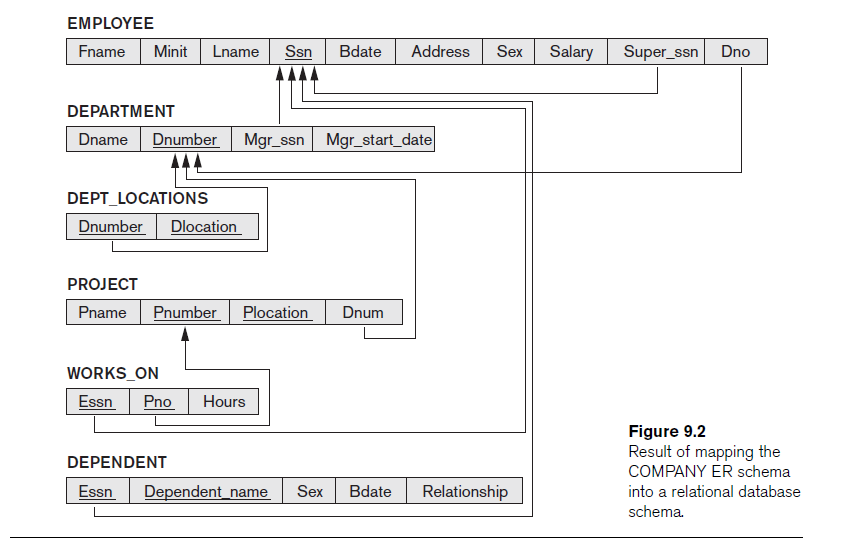 EMPLOYEE
Fname Minit Lname Ssn Bdate Address Sex Salary Super_ssn Dno
DEPARTMENT
Dname Dnumber Mgr_ssn Mgr_start_date
DEPT_LOCATIONS
Dnumber Dlocation
PROJECT
Pname Pnumber Plocation Dnum
WORKS_ON
Essn Pno Hours
DEPENDENT
Essn Dependent_name Sex Bdate Relationship
Figure 9.2
Result of mapping the
COMPANY ER schema
into a relational database
schema.